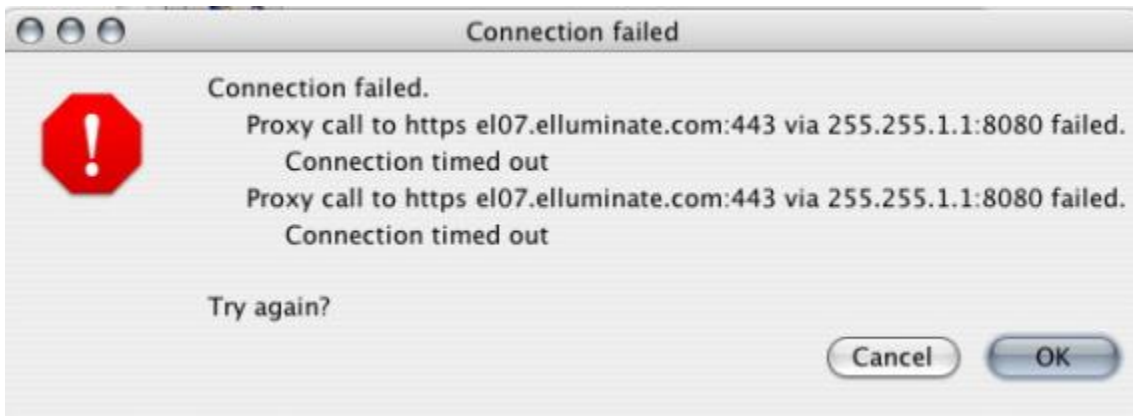 Connection failed
Connection failed.
Proxy call to https el07.elluminate.com:443 via 255.255.1.1:8080 failed.
Connection timed out
Proxy call to https el07.elluminate.com:443 via 255.255.1.1:8080 failed.
Connection timed out
Try again?
Cancel OK